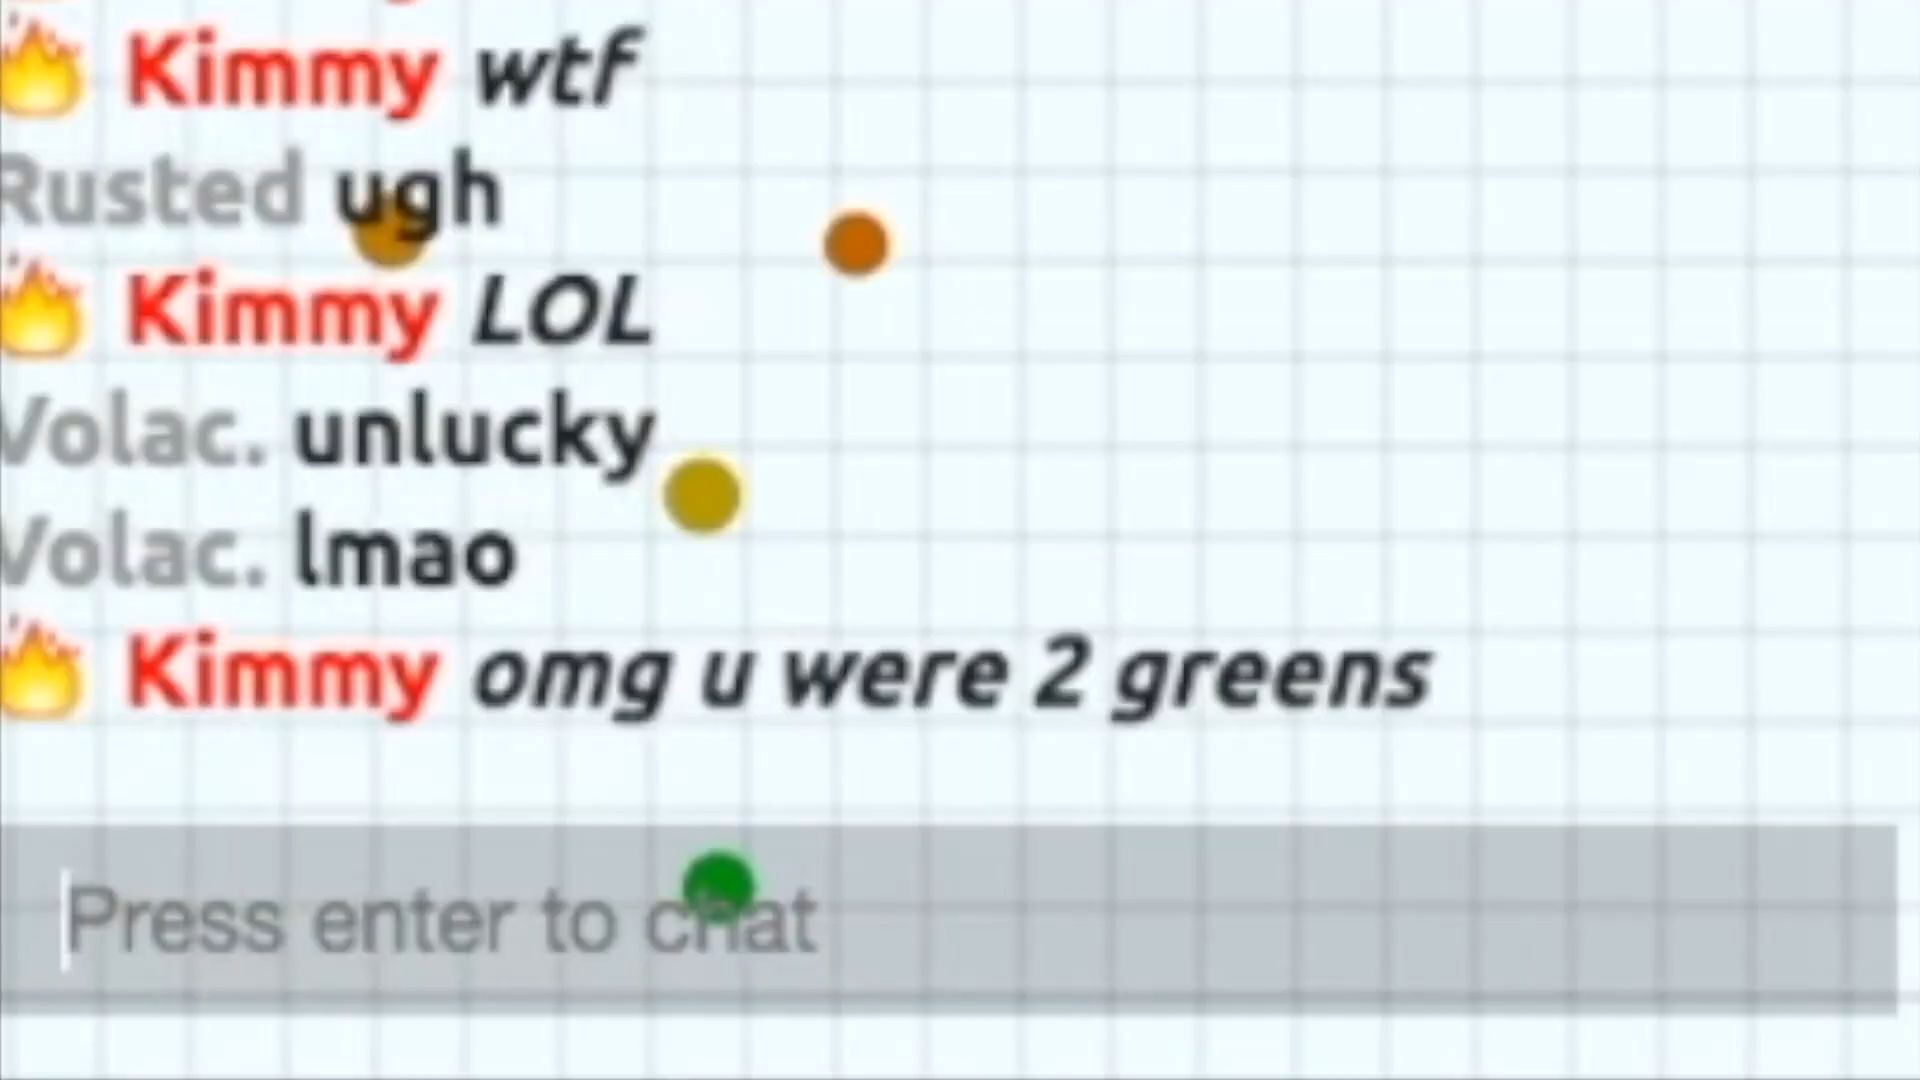 Kimmy wtf
Rusted ugh
Kimmy LOL
Volac. unlucky
Volac. lmao
Kimmy omg u were 2 greens
Press enter to chat